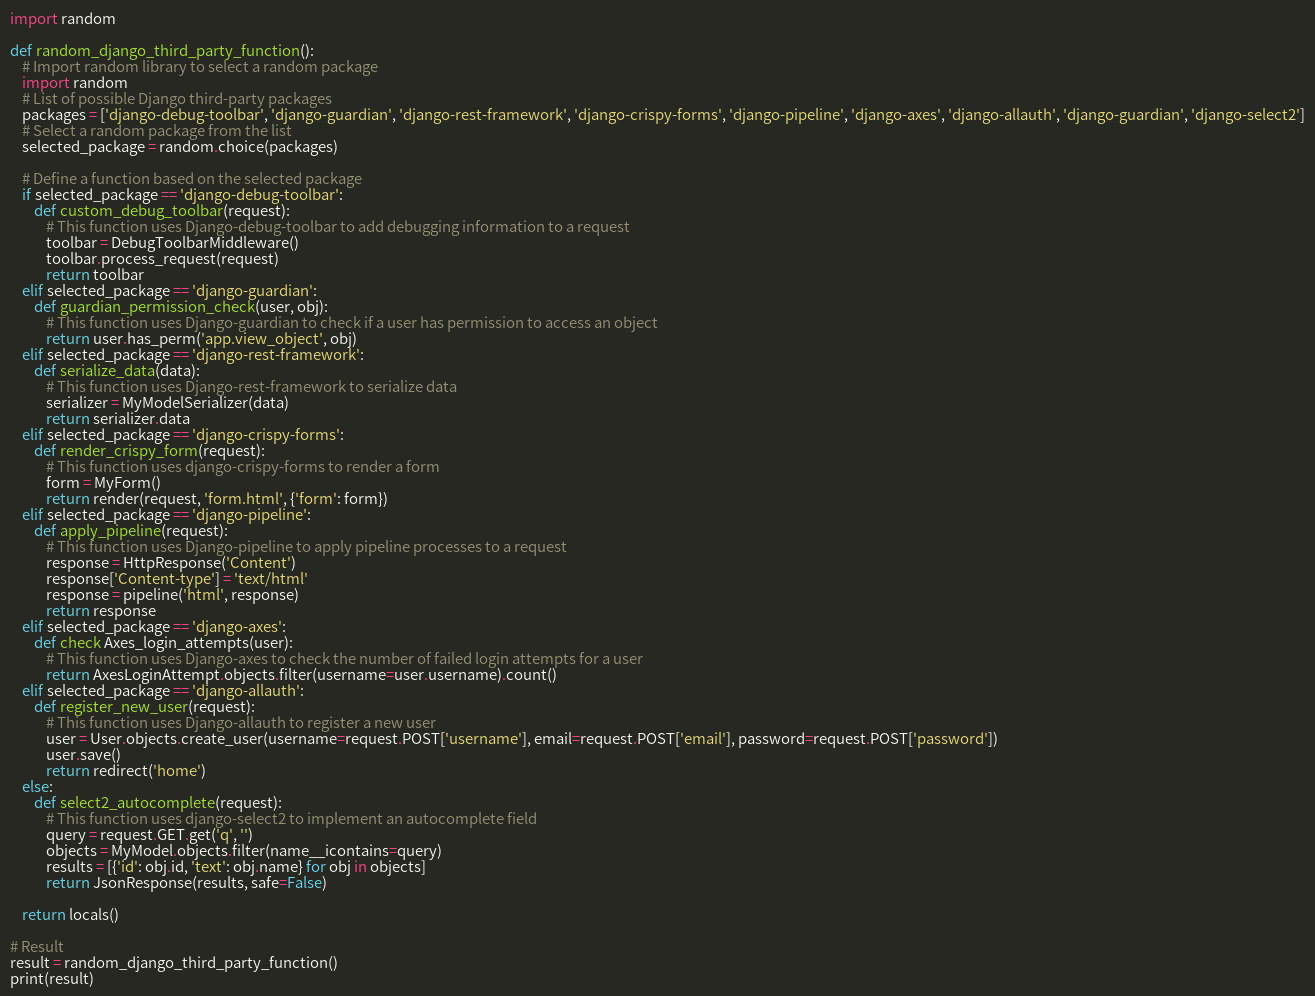 import random
def random_django_third_party_function():
# Import random library to select a random package
import random
# List of possible Django third-party packages
packages = ['django-debug-toolbar', 'django-guardian', 'django-rest-framework', 'django-crispy-forms', 'django-pipeline', 'django-axes', 'django-allauth', 'django-guardian', 'django-select2']
# Select a random package from the list
selected_package = random.choice(packages)
# Define a function based on the selected package
if selected_package == 'django-debug-toolbar':
def custom_debug_toolbar(request):
# This function uses Django-debug-toolbar to add debugging information to a request
toolbar = DebugToolbarMiddleware()
toolbar.process_request(request)
return toolbar
elif selected_package == 'django-guardian':
def guardian_permission_check(user, obj):
# This function uses Django-guardian to check if a user has permission to access an object
return user.has_perm('app.view_object', obj)
elif selected_package == 'django-rest-framework':
def serialize_data(data):
# This function uses Django-rest-framework to serialize data
serializer = MyModelSerializer(data)
return serializer.data
elif selected_package == 'django-crispy-forms':
def render_crispy_form(request):
# This function uses django-crispy-forms to render a form
form = MyForm()
return render(request, 'form.html', {'form': form})
elif selected_package == 'django-pipeline':
def apply_pipeline(request):
# This function uses Django-pipeline to apply pipeline processes to a request
response = HttpResponse('Content')
response['Content-type'] = 'text/html'
response = pipeline('html', response)
return response
elif selected_package == 'django-axes':
def check Axes_login_attempts(user):
# This function uses Django-axes to check the number of failed login attempts for a user
return AxesLoginAttempt.objects.filter(username=user.username).count()
elif selected_package == 'django-allauth':
def register_new_user(request):
# This function uses Django-allauth to register a new user
user = User.objects.create_user(username=request.POST['username'], email=request.POST['email'], password=request.POST['password'])
user.save()
return redirect('home')
else:
def select2_autocomplete(request):
# This function uses django-select2 to implement an autocomplete field
query = request.GET.get('q', '')
objects = MyModel.objects.filter(name__icontains=query)
results = [{'id': obj.id, 'text': obj.name} for obj in objects]
return JsonResponse(results, safe=False)
return locals()
# Result
result = random_django_third_party_function()
print(result)